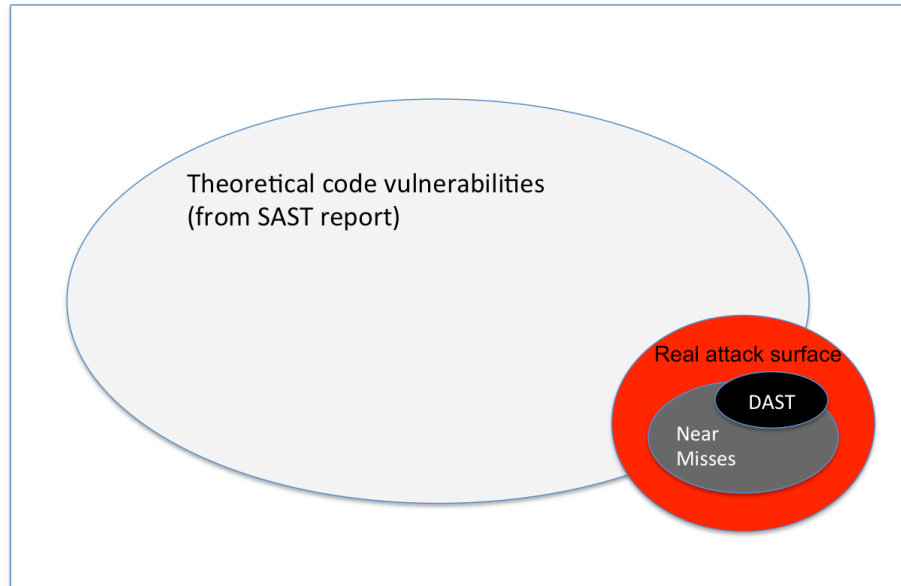 Theoretical code vulnerabilities
(from SAST report)
Real attack surface
DAST
Near
Misses